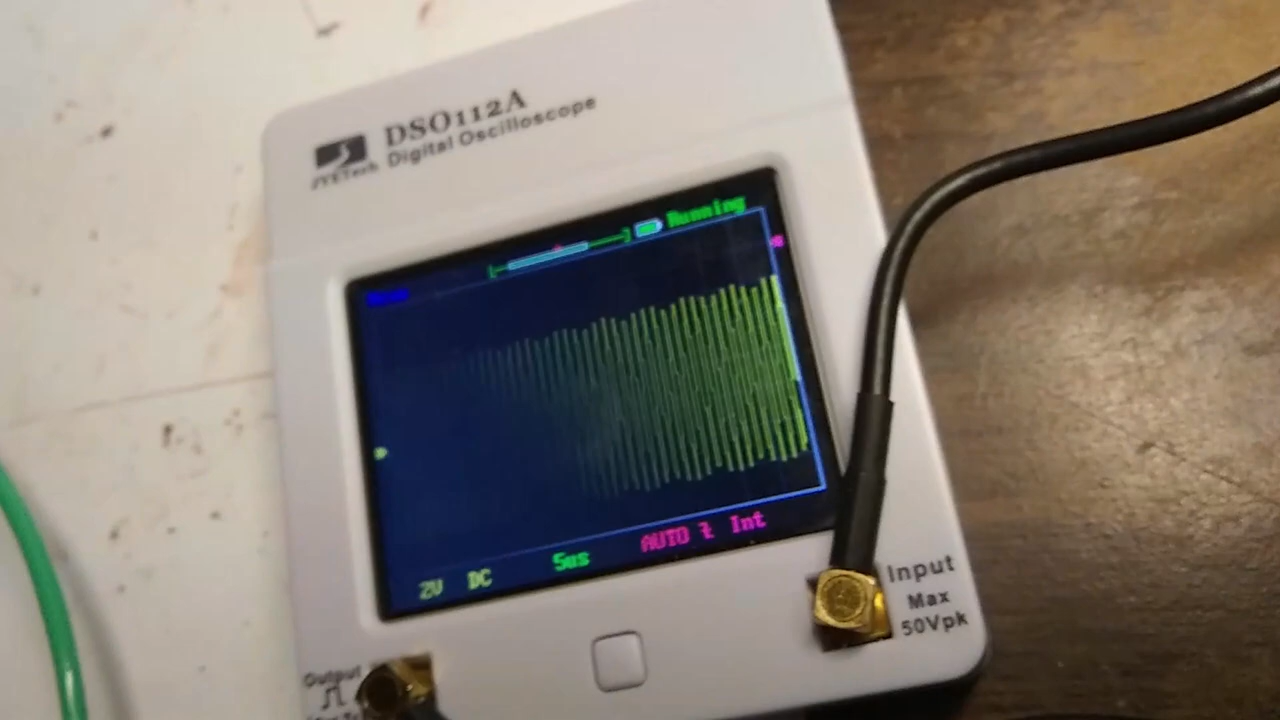 JYETech
DSO112A
Digital Oscilloscope
Running
2V DC 5us AUTO Int
Input
Max
50Vpk
Output